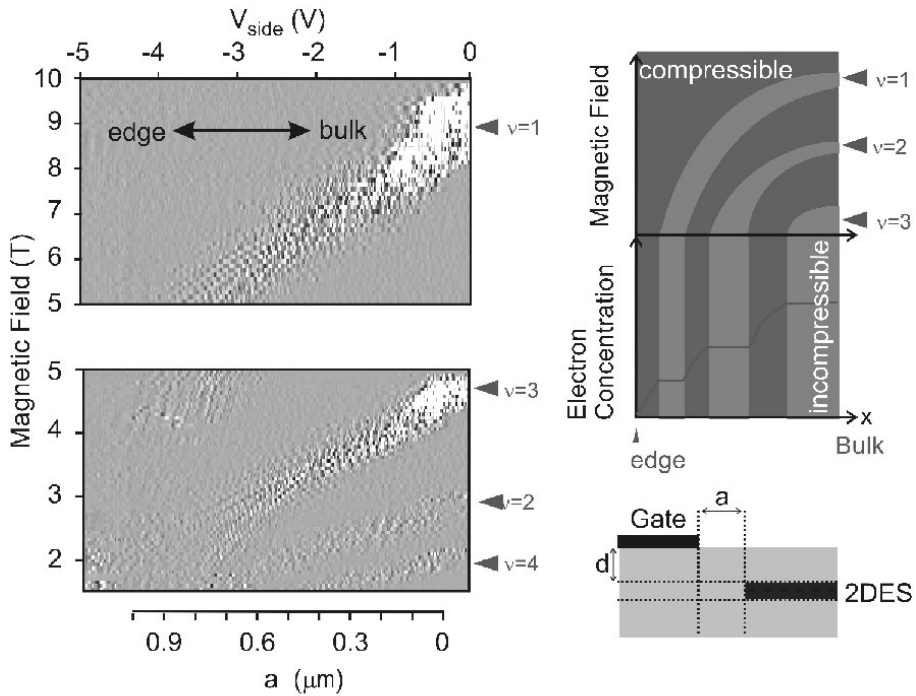 V_side (V)
-5 -4 -3 -2 -1 0
10
9
8
7
6
5
edge bulk
ν=1
5
4
3
2
ν=3
ν=2
ν=4
Magnetic Field (T)
0.9 0.6 0.3 0
a (μm)
compressible
Magnetic Field
ν=1
ν=2
ν=3
Electron
Concentration
incompressible
x
edge
Bulk
a
Gate
d
2DES